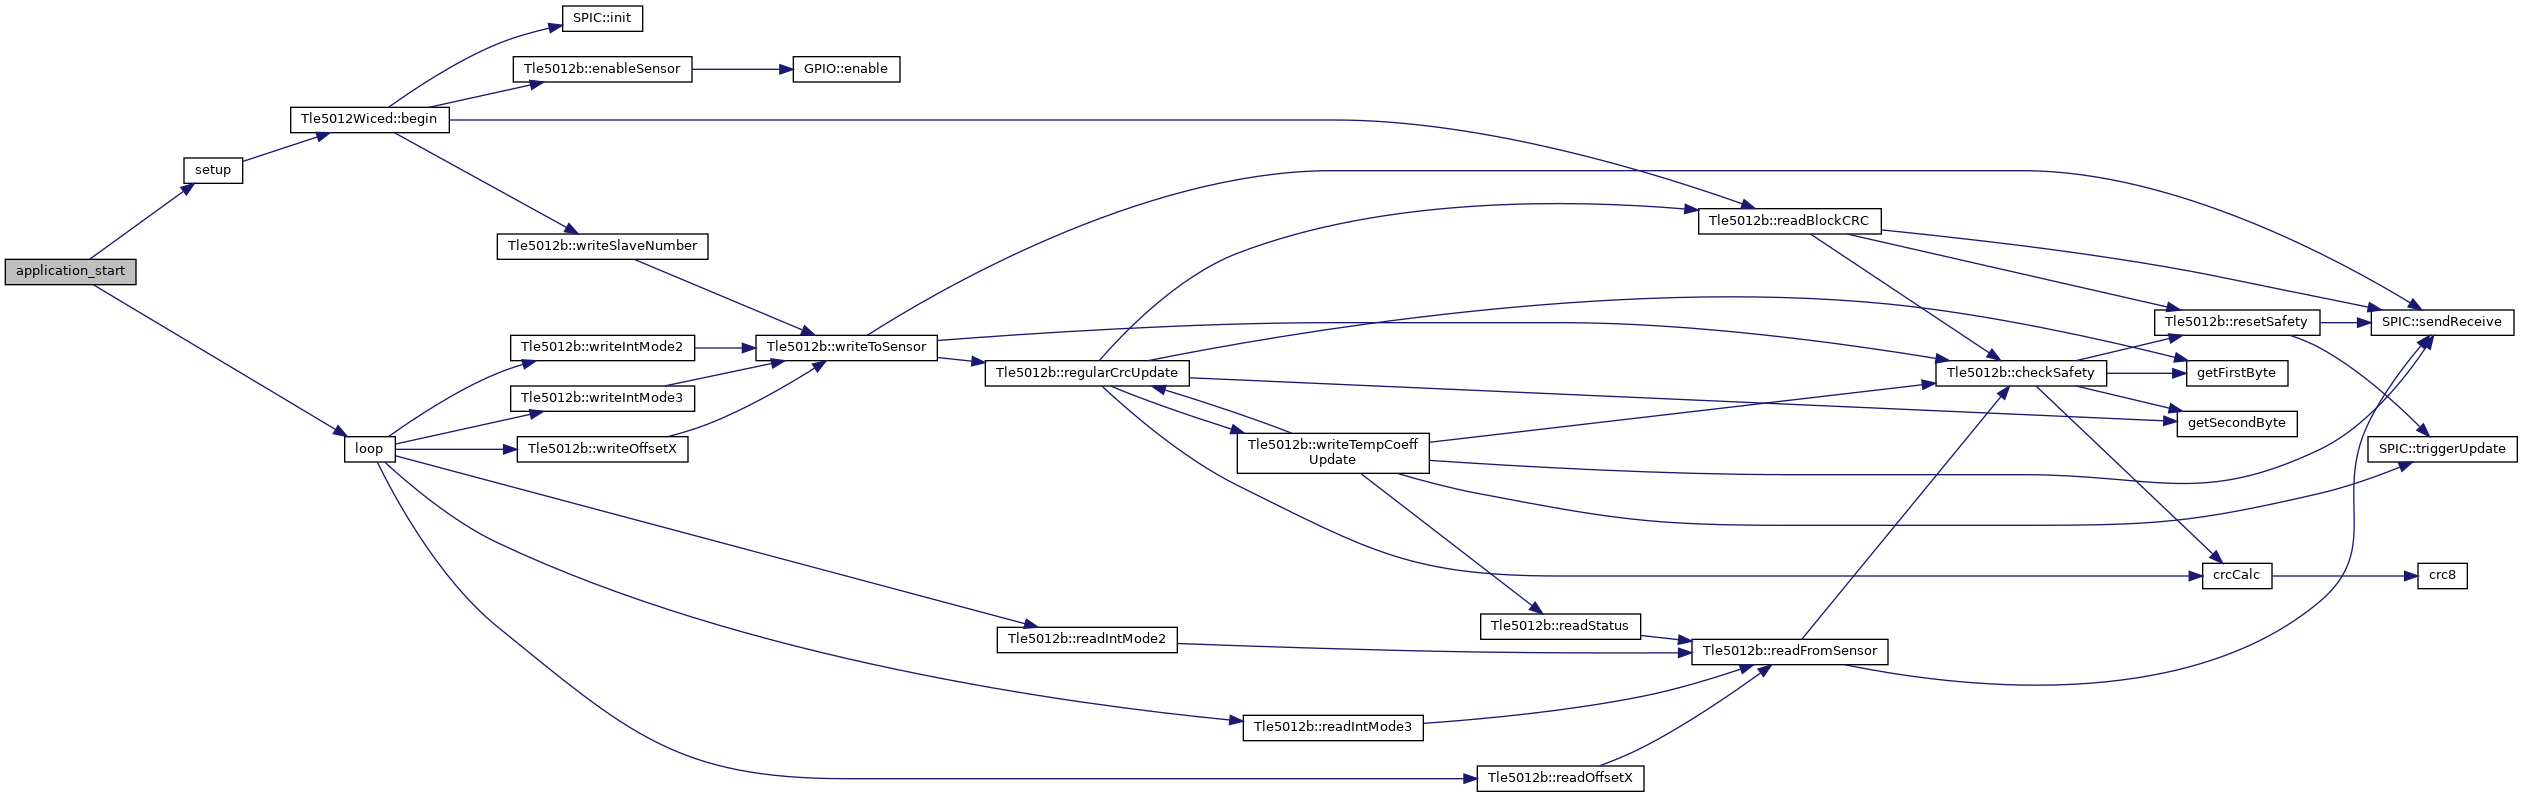 SPIC::init
Tle5012b::enableSensor
GPIO::enable
Tle5012Wiced::begin
setup
Tle5012b::readBlockCRC
Tle5012b::writeSlaveNumber
application_start
Tle5012b::resetSafety
SPIC::sendReceive
Tle5012b::writeIntMode2
Tle5012b::writeToSensor
Tle5012b::regularCrcUpdate
Tle5012b::checkSafety
getFirstByte
Tle5012b::writeIntMode3
getSecondByte
loop
Tle5012b::writeOffsetX
Tle5012b::writeTempCoeff
Update
SPIC::triggerUpdate
crcCalc
crc8
Tle5012b::readStatus
Tle5012b::readIntMode2
Tle5012b::readFromSensor
Tle5012b::readIntMode3
Tle5012b::readOffsetX